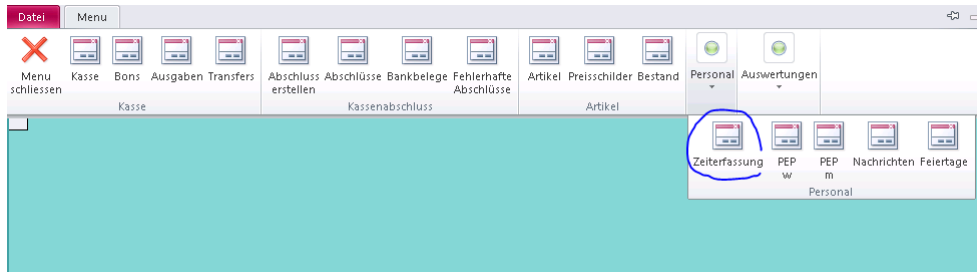 Datei Menu
Menu schliessen Kasse Bons Ausgaben Transfers
Kasse
Abschluss erstellen Abschlüsse Bankbelege Fehlerhafte Abschlüsse
Kassenabschluss
Artikel Preisschilder Bestand
Artikel
Personal Auswertungen
Zeiterfassung PEP w PEP m Nachrichten Feiertage
Personal